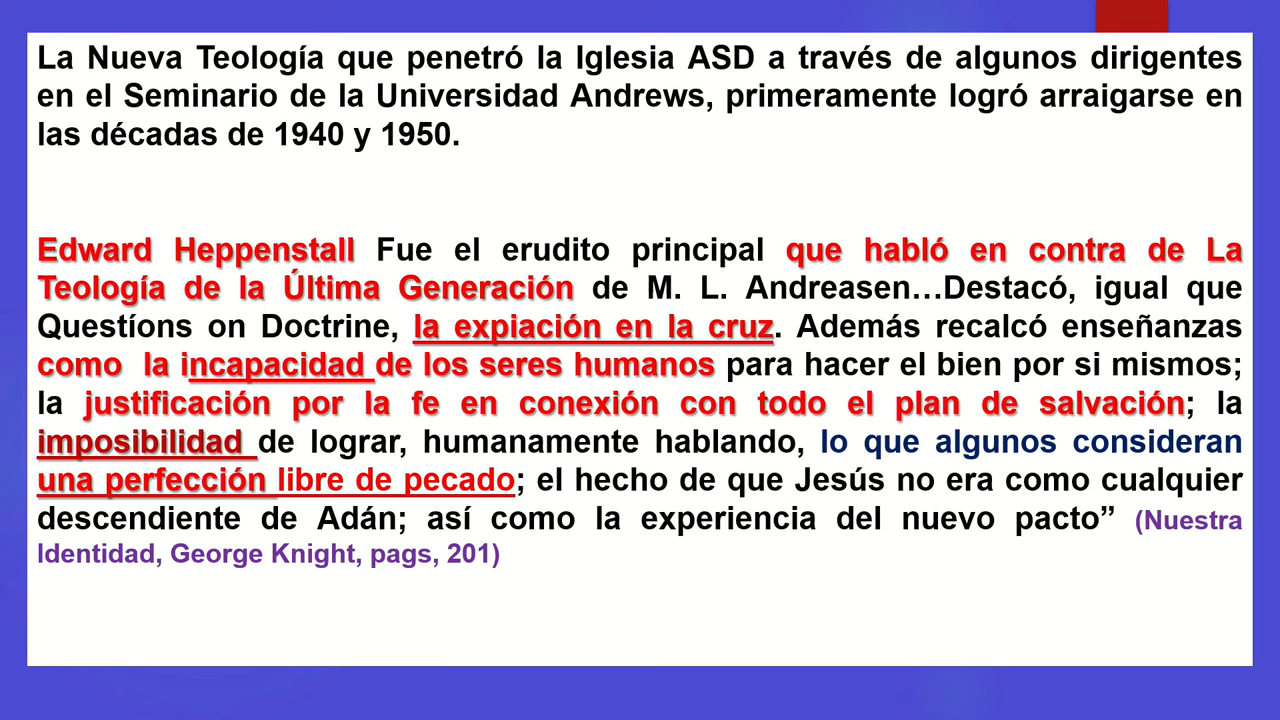 La Nueva Teología que penetró la Iglesia ASD a través de algunos dirigentes
en el Seminario de la Universidad Andrews, primeramente logró arraigarse en
las décadas de 1940 y 1950.
Edward Heppenstall Fue el erudito principal que habló en contra de La
Teología de la Última Generación de M. L. Andreasen…Destacó, igual que
Questíons on Doctrine, la expiación en la cruz. Además recalcó enseñanzas
como la incapacidad de los seres humanos para hacer el bien por si mismos;
la justificación por la fe en conexión con todo el plan de salvación; la
imposibilidad de lograr, humanamente hablando, lo que algunos consideran
una perfección libre de pecado; el hecho de que Jesús no era como cualquier
descendiente de Adán; así como la experiencia del nuevo pacto” (Nuestra
Identidad, George Knight, pags, 201)